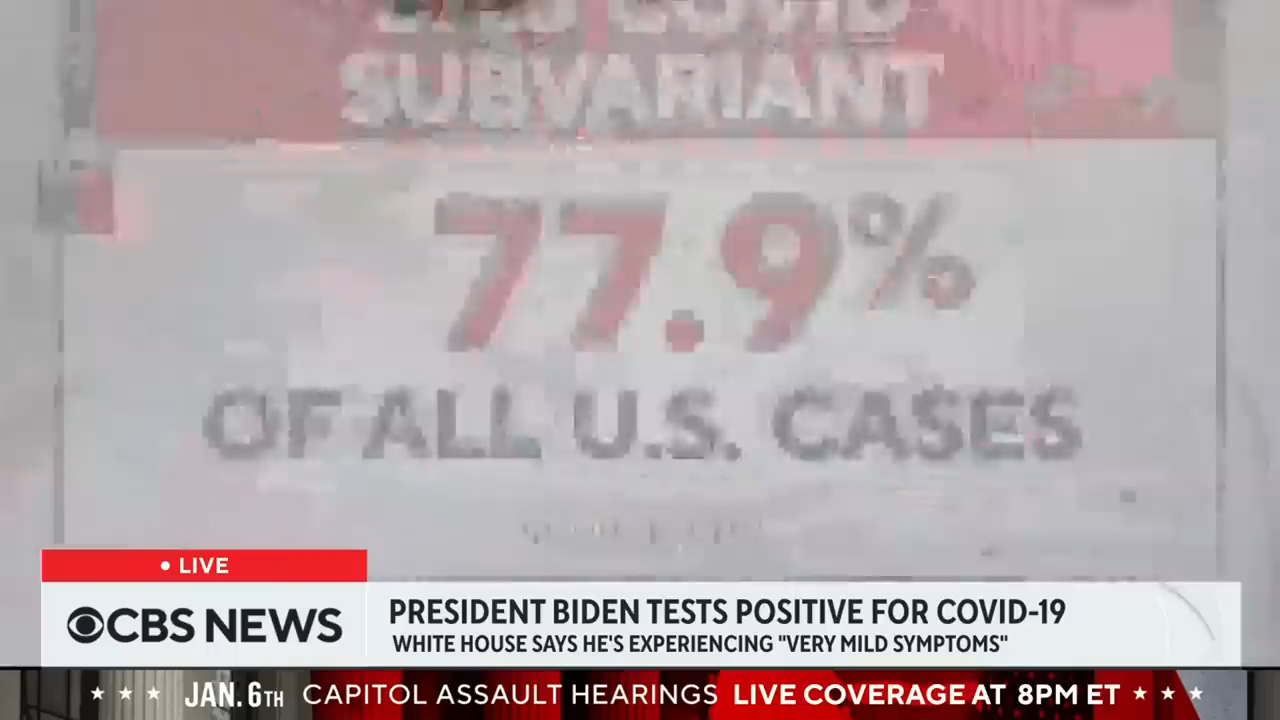 COVID
SUBVARIANT
77.9%
OF ALL U.S. CASES
• LIVE
CBS NEWS
PRESIDENT BIDEN TESTS POSITIVE FOR COVID-19
WHITE HOUSE SAYS HE'S EXPERIENCING "VERY MILD SYMPTOMS"
★ ★ ★ JAN. 6TH CAPITOL ASSAULT HEARINGS LIVE COVERAGE AT 8PM ET ★ ★ ★